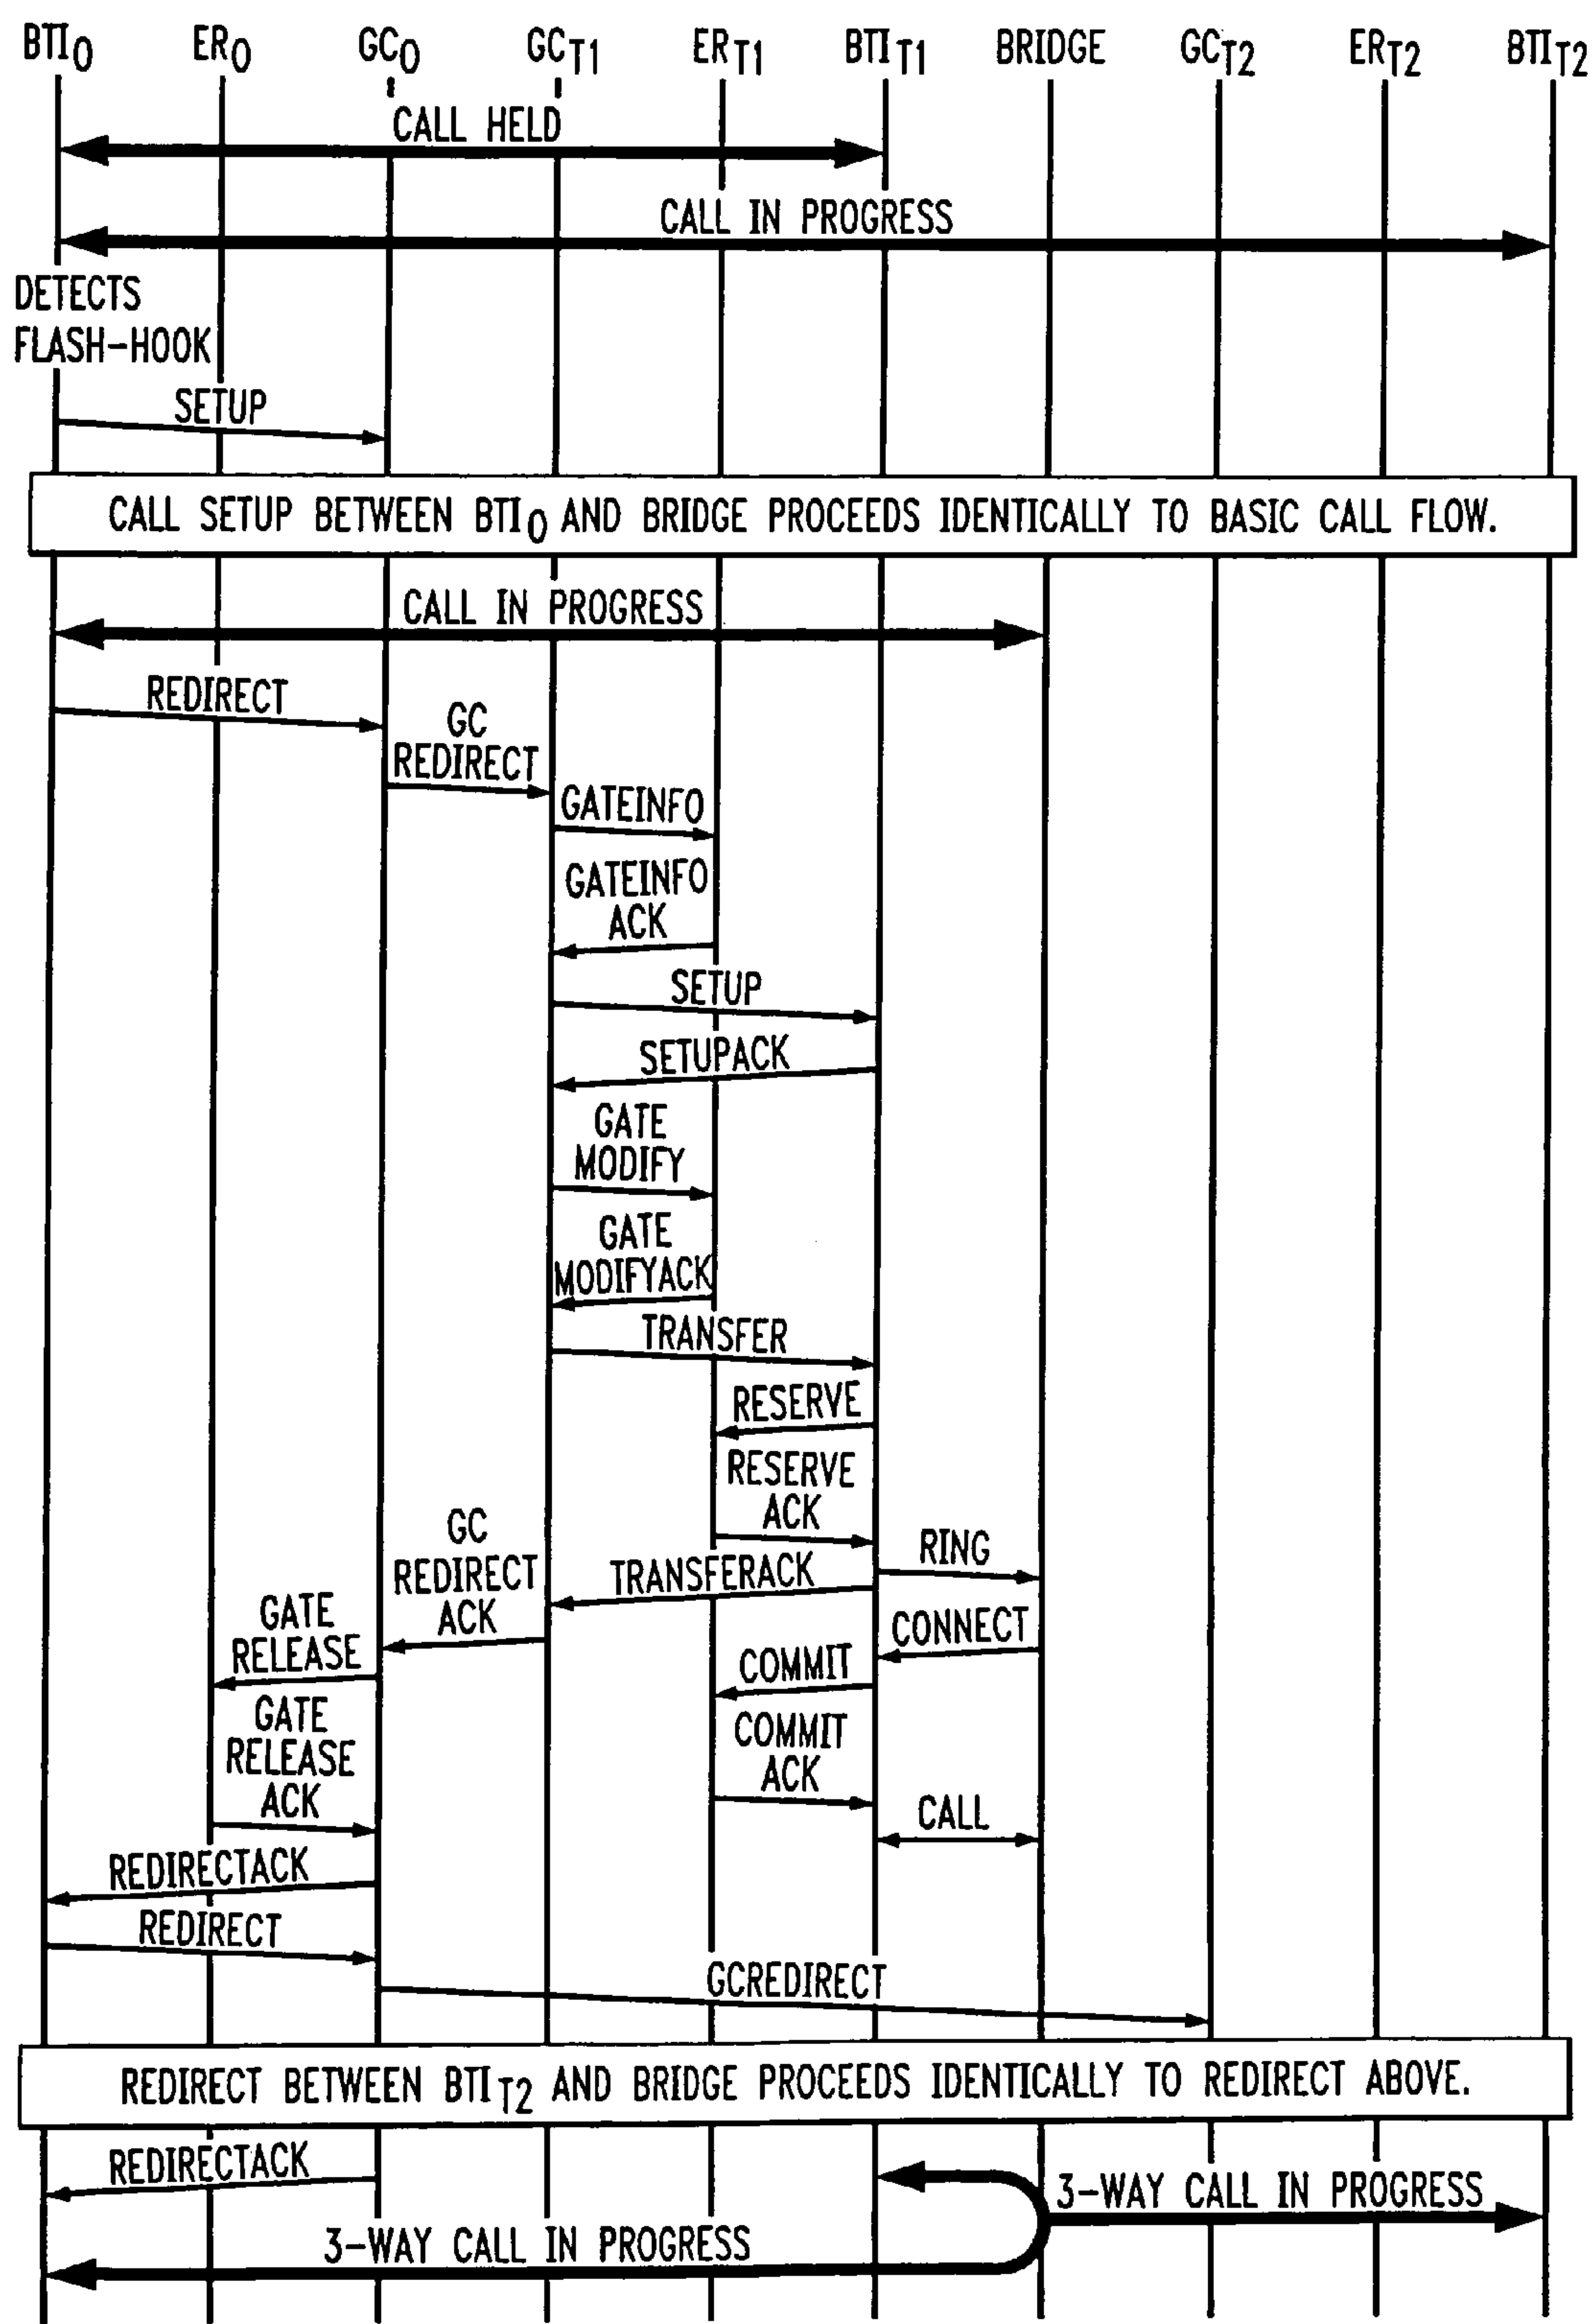 BTI0 ER0 GC0 GCT1 ERT1 BTIT1 BRIDGE GCT2 ERT2 BTIT2
CALL HELD
CALL IN PROGRESS
DETECTS
FLASH-HOOK
SETUP
CALL SETUP BETWEEN BTI0 AND BRIDGE PROCEEDS IDENTICALLY TO BASIC CALL FLOW.
CALL IN PROGRESS
REDIRECT
GC
REDIRECT
GATEINFO
GATEINFO
ACK
SETUP
SETUPACK
GATE
MODIFY
GATE
MODIFYACK
TRANSFER
RESERVE
RESERVE
ACK
RING
TRANSFERACK
GC
REDIRECT
ACK
CONNECT
GATE
RELEASE
COMMIT
GATE
RELEASE
ACK
COMMIT
ACK
CALL
REDIRECTACK
REDIRECT
GCREDIRECT
REDIRECT BETWEEN BTIT2 AND BRIDGE PROCEEDS IDENTICALLY TO REDIRECT ABOVE.
REDIRECTACK
3-WAY CALL IN PROGRESS
3-WAY CALL IN PROGRESS